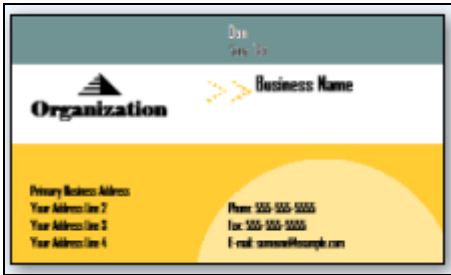 Dan
Business Name
Organization
Primary Business Address
Your Address line 2
Your Address line 3
Your Address line 4
Phone: 555-555-5555
Fax: 555-555-5555
E-mail: someone@example.com